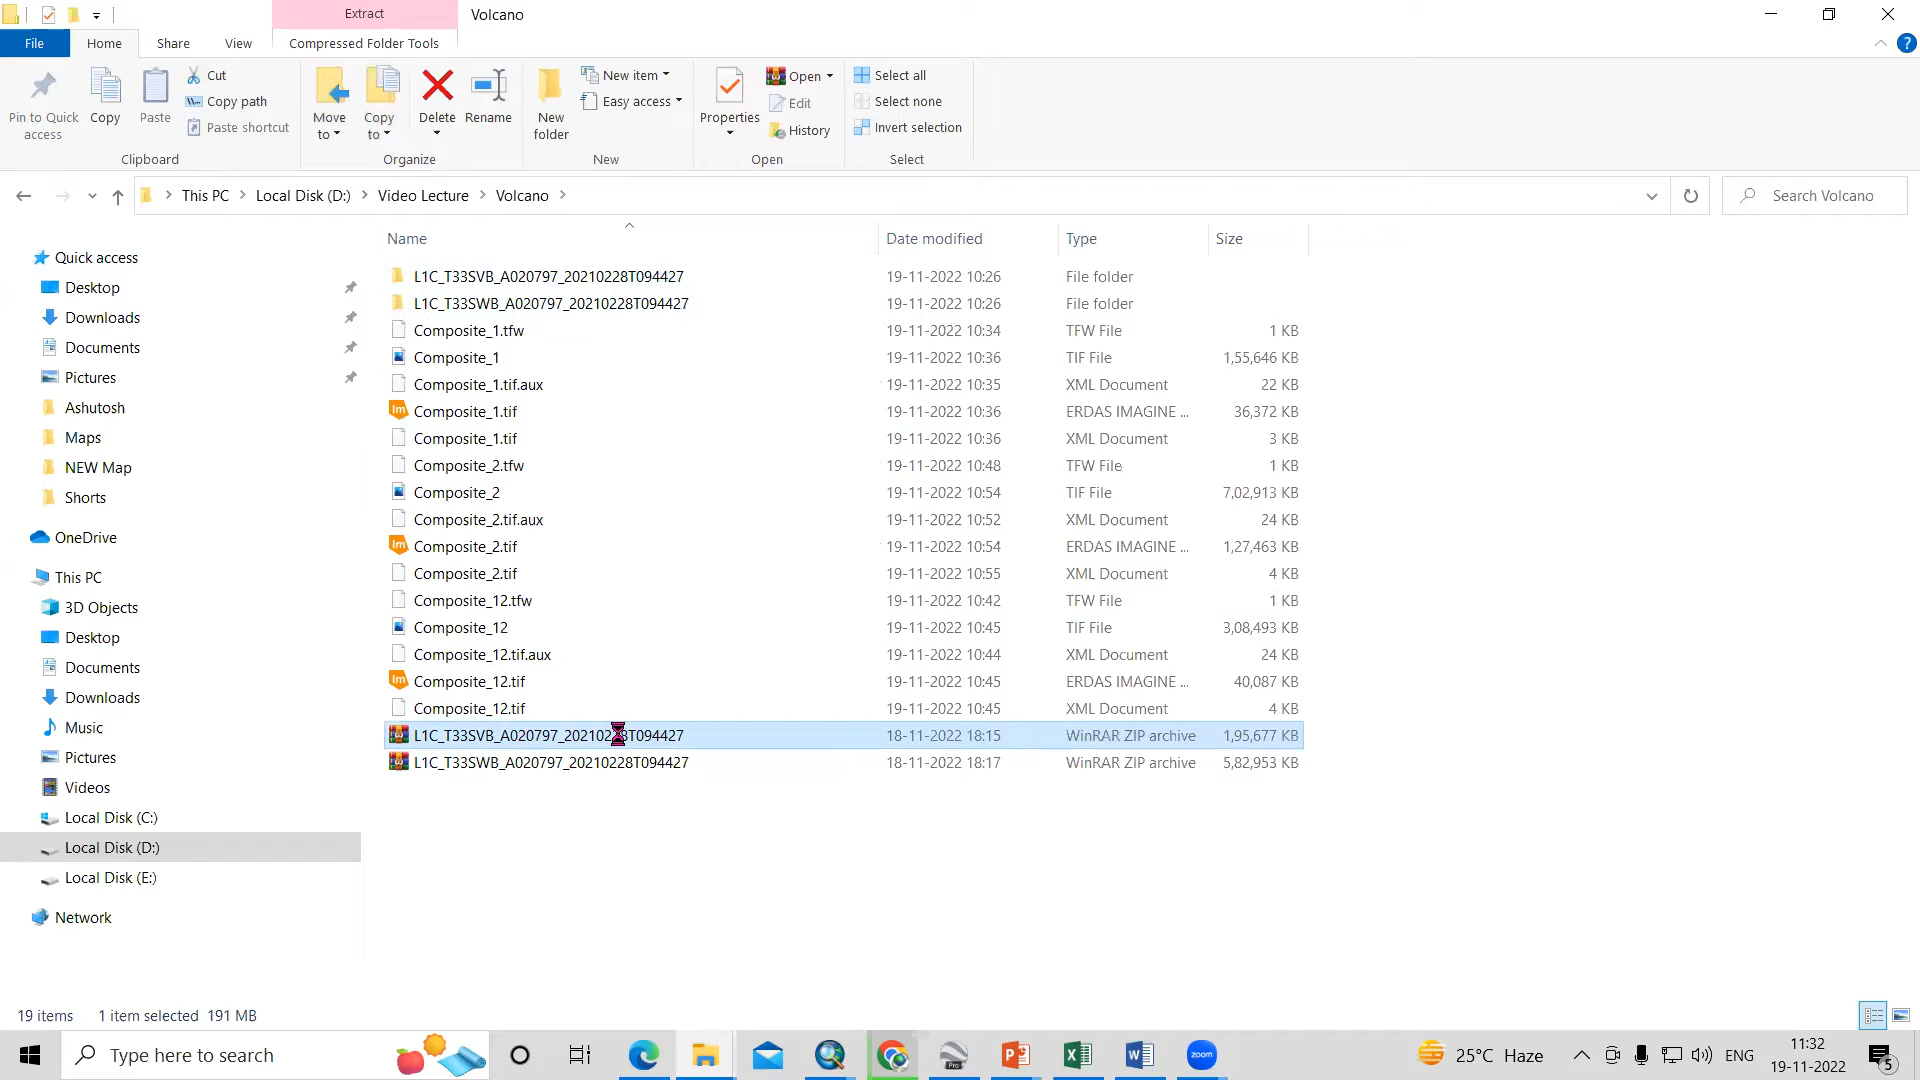 Extract
Volcano
File
Home
Share
View
Compressed Folder Tools
Pin to Quick access
Copy
Paste
Cut
Copy path
Paste shortcut
Clipboard
Move to
Copy to
Delete
Rename
Organize
New folder
New item
Easy access
New
Properties
Open
Edit
History
Open
Select all
Select none
Invert selection
Select
This PC
Local Disk (D:)
Video Lecture
Volcano
Search Volcano
Quick access
Desktop
Downloads
Documents
Pictures
Ashutosh
Maps
NEW Map
Shorts
OneDrive
This PC
3D Objects
Desktop
Documents
Downloads
Music
Pictures
Videos
Local Disk (C:)
Local Disk (D:)
Local Disk (E:)
Network
Name Date modified Type Size
L1C_T33SVB_A020797_20210228T094427 19-11-2022 10:26 File folder
L1C_T33SWB_A020797_20210228T094427 19-11-2022 10:26 File folder
Composite_1.tfw 19-11-2022 10:34 TFW File 1 KB
Composite_1 19-11-2022 10:36 TIF File 1,55,646 KB
Composite_1.tif.aux 19-11-2022 10:35 XML Document 22 KB
Composite_1.tif 19-11-2022 10:36 ERDAS IMAGINE ... 36,372 KB
Composite_1.tif 19-11-2022 10:36 XML Document 3 KB
Composite_2.tfw 19-11-2022 10:48 TFW File 1 KB
Composite_2 19-11-2022 10:54 TIF File 7,02,913 KB
Composite_2.tif.aux 19-11-2022 10:52 XML Document 24 KB
Composite_2.tif 19-11-2022 10:54 ERDAS IMAGINE ... 1,27,463 KB
Composite_2.tif 19-11-2022 10:55 XML Document 4 KB
Composite_12.tfw 19-11-2022 10:42 TFW File 1 KB
Composite_12 19-11-2022 10:45 TIF File 3,08,493 KB
Composite_12.tif.aux 19-11-2022 10:44 XML Document 24 KB
Composite_12.tif 19-11-2022 10:45 ERDAS IMAGINE ... 40,087 KB
Composite_12.tif 19-11-2022 10:45 XML Document 4 KB
L1C_T33SVB_A020797_20210228T094427 18-11-2022 18:15 WinRAR ZIP archive 1,95,677 KB
L1C_T33SWB_A020797_20210228T094427 18-11-2022 18:17 WinRAR ZIP archive 5,82,953 KB
19 items 1 item selected 191 MB
Type here to search
Pro
zoom
25°C Haze
ENG
11:32
19-11-2022
5